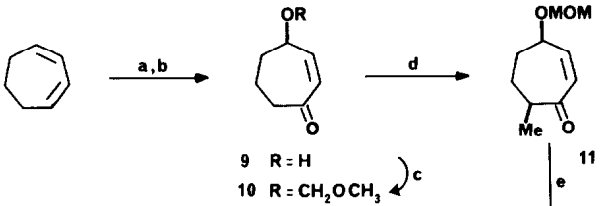 OR
OMOM
a,b
d
O
Me
O
9 R = H
c
11
10 R = CH₂OCH₃
e